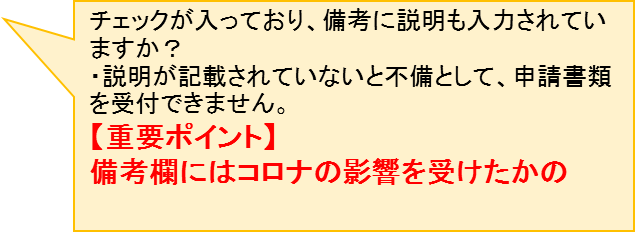 チェックが入っており、備考に説明も入力されてい
ますか？
・説明が記載されていないと不備として、申請書類
を受付できません。
【重要ポイント】
備考欄にはコロナの影響を受けたかの